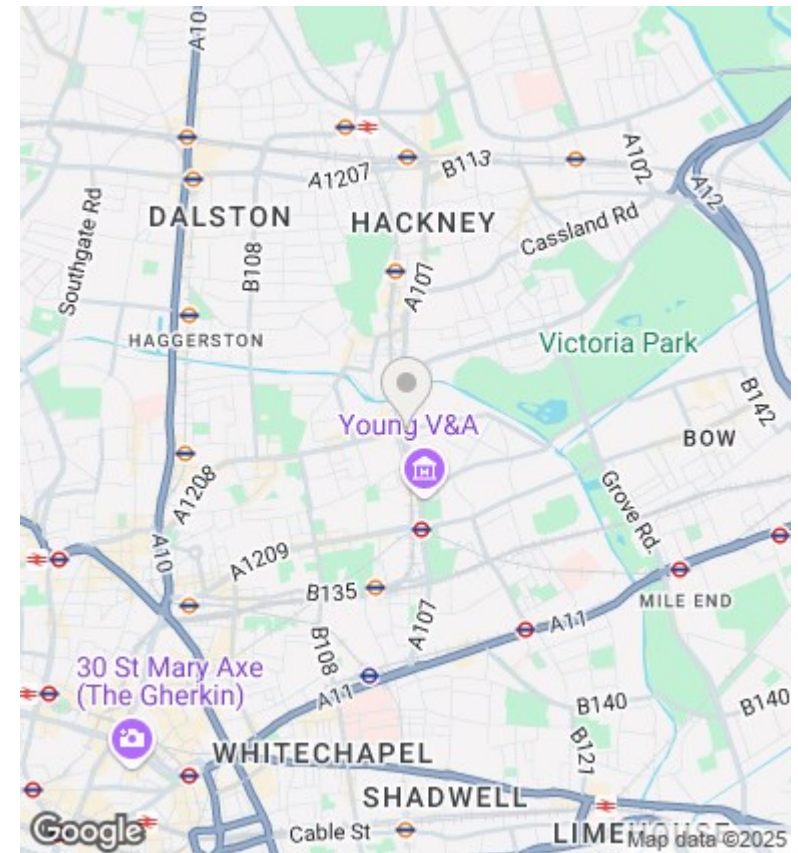 A10
A1207
B113
A102
A12
DALSTON
HACKNEY
Southgate Rd
B108
Cassland Rd
A107
HAGGERSTON
Victoria Park
B142
Young V&A
BOW
A1208
Grove Rd.
A10
A1209
B135
MILE END
A107
A11
B108
30 St Mary Axe
(The Gherkin)
A11
B140
B140
B121
WHITECHAPEL
SHADWELL
Google
Cable St
Map data ©2025